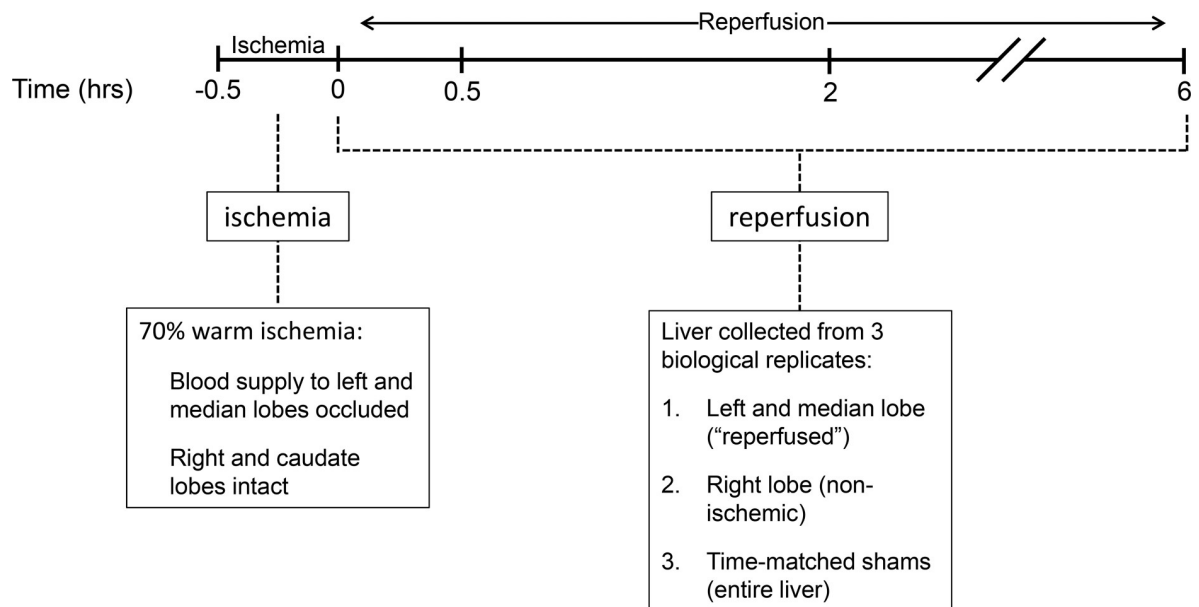 Reperfusion
Ischemia
Time (hrs)
-0.5 0 0.5 2 6
ischemia
reperfusion
70% warm ischemia:
Blood supply to left and
median lobes occluded
Right and caudate
lobes intact
Liver collected from 3
biological replicates:
1. Left and median lobe
(“reperfused”)
2. Right lobe (non-
ischemic)
3. Time-matched shams
(entire liver)